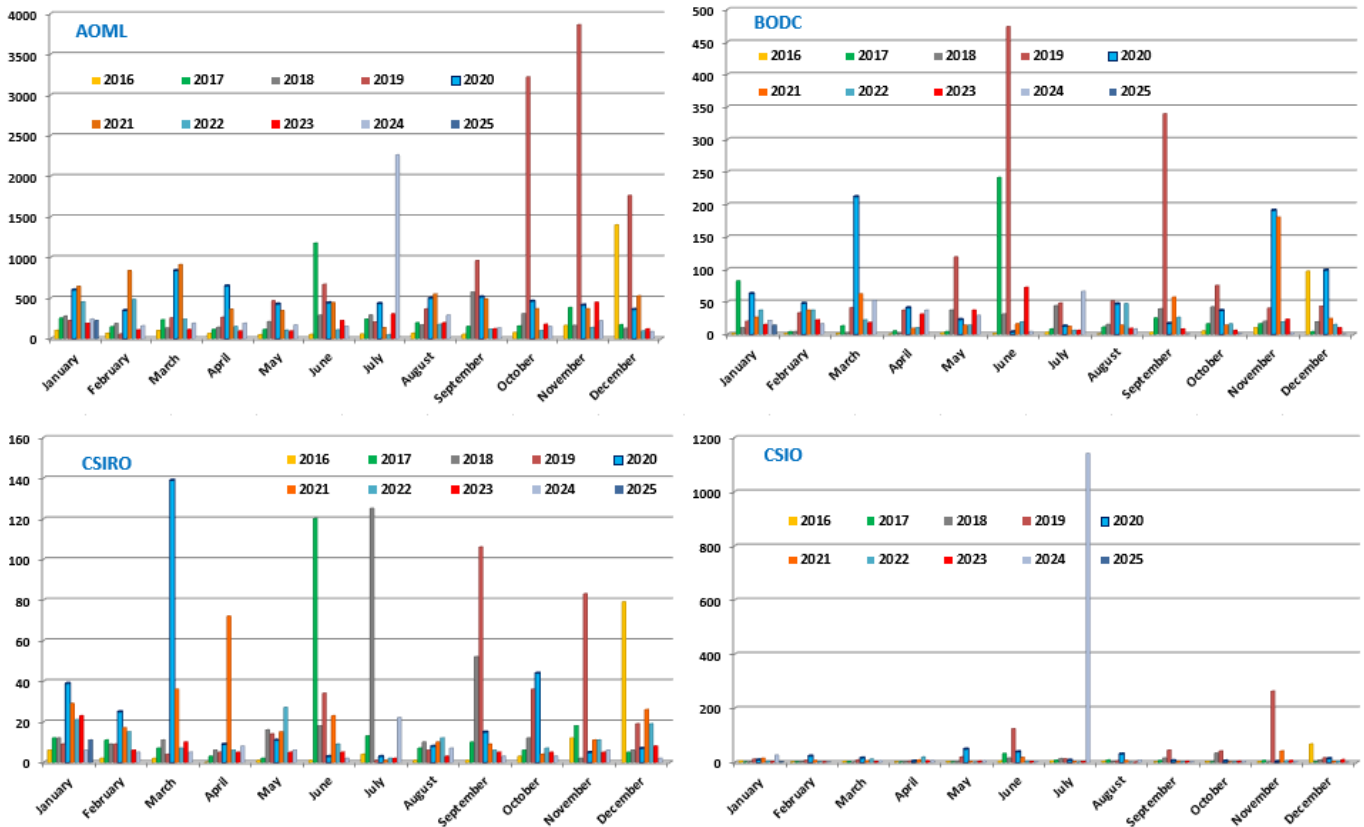 AOML
4000
3500
3000
2500
2000
1500
1000
500
0
2016 2017 2018 2019 2020
2021 2022 2023 2024 2025
January February March April May June July August September October November December
BODC
500
450
400
350
300
250
200
150
100
50
0
2016 2017 2018 2019 2020
2021 2022 2023 2024 2025
January February March April May June July August September October November December
CSIRO
160
140
120
100
80
60
40
20
0
2016 2017 2018 2019 2020
2021 2022 2023 2024 2025
January February March April May June July August September October November December
CSIO
1200
1000
800
600
400
200
0
2016 2017 2018 2019 2020
2021 2022 2023 2024 2025
January February March April May June July August September October November December